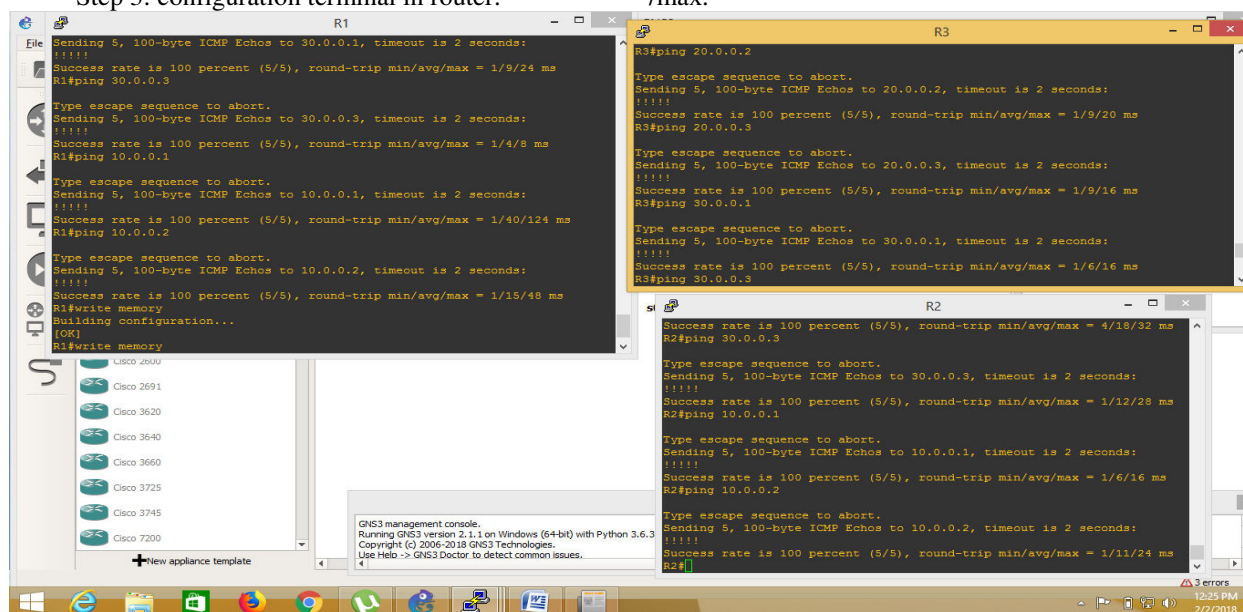 Step 3: configuration terminal in router.
/max.
R1
File
Sending 5, 100-byte ICMP Echos to 30.0.0.1, timeout is 2 seconds:
!!!!!
Success rate is 100 percent (5/5), round-trip min/avg/max = 1/9/24 ms
R1#ping 30.0.0.3
Type escape sequence to abort.
Sending 5, 100-byte ICMP Echos to 30.0.0.3, timeout is 2 seconds:
!!!!!
Success rate is 100 percent (5/5), round-trip min/avg/max = 1/4/8 ms
R1#ping 10.0.0.1
Type escape sequence to abort.
Sending 5, 100-byte ICMP Echos to 10.0.0.1, timeout is 2 seconds:
!!!!!
Success rate is 100 percent (5/5), round-trip min/avg/max = 1/40/124 ms
R1#ping 10.0.0.2
Type escape sequence to abort.
Sending 5, 100-byte ICMP Echos to 10.0.0.2, timeout is 2 seconds:
!!!!!
Success rate is 100 percent (5/5), round-trip min/avg/max = 1/15/48 ms
R1#write memory
Building configuration...
[OK]
R1#write memory
R3
R3#ping 20.0.0.2
Type escape sequence to abort.
Sending 5, 100-byte ICMP Echos to 20.0.0.2, timeout is 2 seconds:
!!!!!
Success rate is 100 percent (5/5), round-trip min/avg/max = 1/9/20 ms
R3#ping 20.0.0.3
Type escape sequence to abort.
Sending 5, 100-byte ICMP Echos to 20.0.0.3, timeout is 2 seconds:
!!!!!
Success rate is 100 percent (5/5), round-trip min/avg/max = 1/9/16 ms
R3#ping 30.0.0.1
Type escape sequence to abort.
Sending 5, 100-byte ICMP Echos to 30.0.0.1, timeout is 2 seconds:
!!!!!
Success rate is 100 percent (5/5), round-trip min/avg/max = 1/6/16 ms
R3#ping 30.0.0.3
R2
Success rate is 100 percent (5/5), round-trip min/avg/max = 4/18/32 ms
R2#ping 30.0.0.3
Type escape sequence to abort.
Sending 5, 100-byte ICMP Echos to 30.0.0.3, timeout is 2 seconds:
!!!!!
Success rate is 100 percent (5/5), round-trip min/avg/max = 1/12/28 ms
R2#ping 10.0.0.1
Type escape sequence to abort.
Sending 5, 100-byte ICMP Echos to 10.0.0.1, timeout is 2 seconds:
!!!!!
Success rate is 100 percent (5/5), round-trip min/avg/max = 1/6/16 ms
R2#ping 10.0.0.2
Type escape sequence to abort.
Sending 5, 100-byte ICMP Echos to 10.0.0.2, timeout is 2 seconds:
!!!!!
Success rate is 100 percent (5/5), round-trip min/avg/max = 1/11/24 ms
R2#
Cisco 2600
Cisco 2691
Cisco 3620
Cisco 3640
Cisco 3660
Cisco 3725
Cisco 3745
Cisco 7200
New appliance template
GNS3 management console.
Running GNS3 version 2.1.1 on Windows (64-bit) with Python 3.6.3
Copyright (c) 2006-2018 GNS3 Technologies.
Use Help -> GNS3 Doctor to detect common issues.
3 errors
12:25 PM
2/2/2018